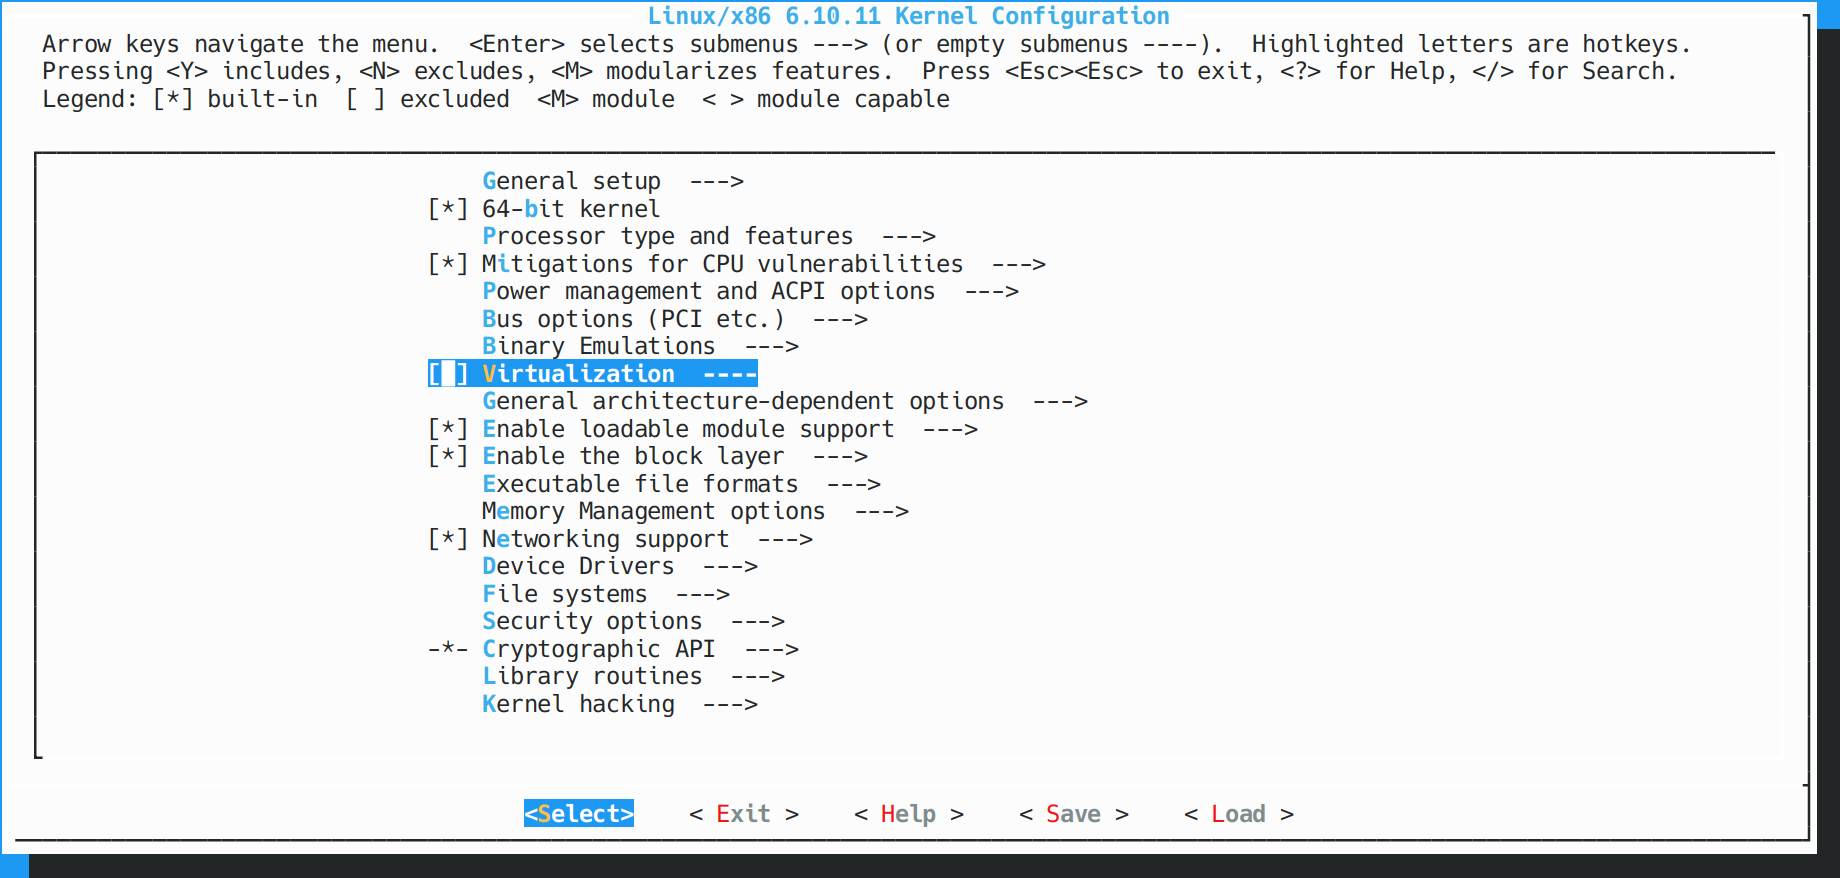 Linux/x86 6.10.11 Kernel Configuration
Arrow keys navigate the menu.  <Enter> selects submenus ---> (or empty submenus ----).  Highlighted letters are hotkeys.
Pressing <Y> includes, <N> excludes, <M> modularizes features.  Press <Esc><Esc> to exit, <?> for Help, </> for Search.
Legend: [*] built-in  [ ] excluded  <M> module  < > module capable
General setup  --->
[*] 64-bit kernel
Processor type and features  --->
[*] Mitigations for CPU vulnerabilities  --->
Power management and ACPI options  --->
Bus options (PCI etc.)  --->
Binary Emulations  --->
[ ] Virtualization  ----
General architecture-dependent options  --->
[*] Enable loadable module support  --->
[*] Enable the block layer  --->
Executable file formats  --->
Memory Management options  --->
[*] Networking support  --->
Device Drivers  --->
File systems  --->
Security options  --->
-*- Cryptographic API  --->
Library routines  --->
Kernel hacking  --->
<Select>    < Exit >    < Help >    < Save >    < Load >